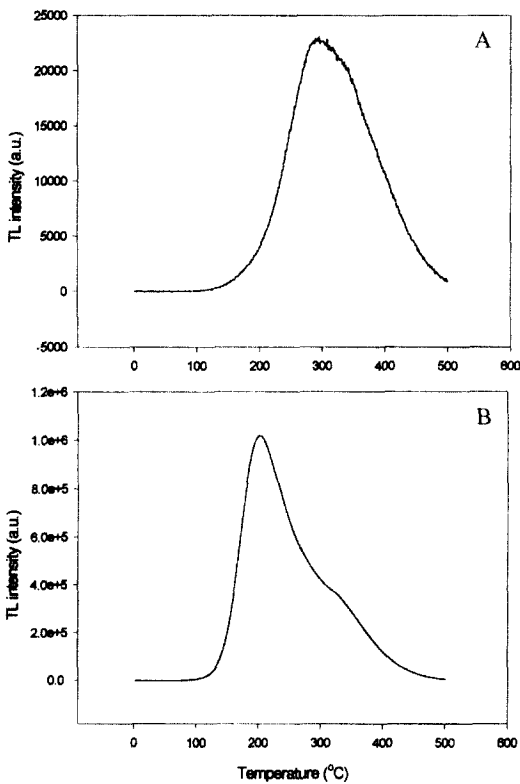 A
25000
20000
15000
10000
5000
0
-5000
TL intensity (a.u.)
0 100 200 300 400 500 600
B
1.2e+6
1.0e+6
8.0e+5
6.0e+5
4.0e+5
2.0e+5
0.0
TL intensity (a.u.)
0 100 200 300 400 500 600
Temperature (°C)